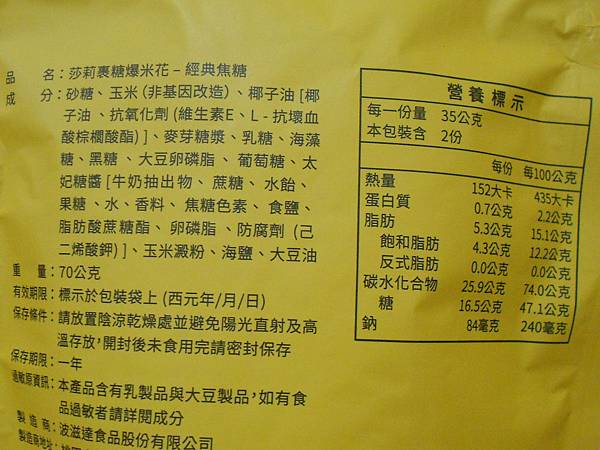 品　　名：莎莉裹糖爆米花－經典焦糖
成　　分：砂糖、玉米(非基因改造)、椰子油[椰
子油、抗氧化劑(維生素E、L-抗壞血
酸棕櫚酸酯)]、麥芽糖漿、乳糖、海藻
糖、黑糖、大豆卵磷脂、葡萄糖、太
妃糖醬[牛奶抽出物、蔗糖、水飴、
果糖、水、香料、焦糖色素、食鹽、
脂肪酸蔗糖酯、卵磷脂、防腐劑(己
二烯酸鉀)]、玉米澱粉、海鹽、大豆油
重　　量：70公克
有效期限：標示於包裝袋上(西元年/月/日)
保存條件：請放置陰涼乾燥處並避免陽光直射及高
溫存放，開封後未食用完請密封保存
保存期限：一年
過敏原資訊：本產品含有乳製品與大豆製品，如有食
品過敏者請詳閱成分
製造商：波滋達食品股份有限公司
製造商地址：
營養標示
每一份量　35公克
本包裝含　2份
每份　每100公克
熱量　152大卡　435大卡
蛋白質　0.7公克　2.2公克
脂肪　5.3公克　15.1公克
飽和脂肪　4.3公克　12.2公克
反式脂肪　0.0公克　0.0公克
碳水化合物　25.9公克　74.0公克
糖　16.5公克　47.1公克
鈉　84毫克　240毫克